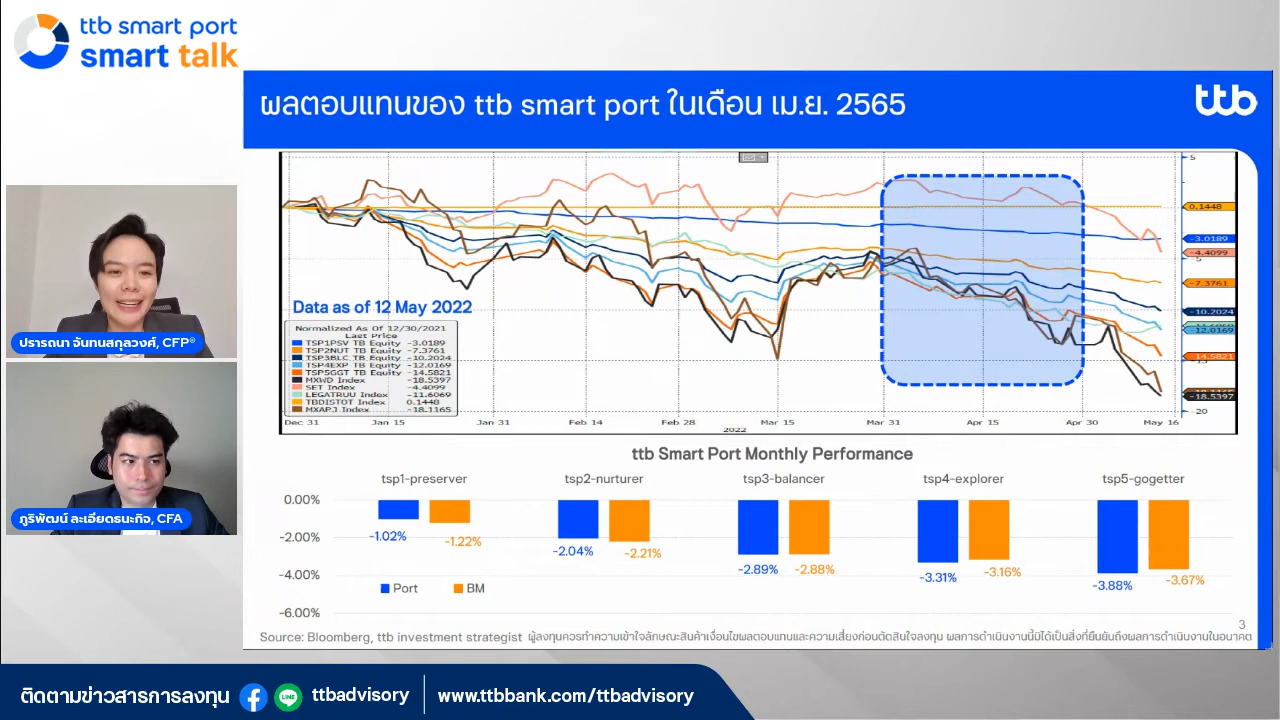 ttb smart port
smart talk
ผลตอบแทนของ ttb smart port ในเดือน เม.ย. 2565
ttb
5
0.1448
-3.0189
-4.4099
-7.3761
-10.2024
-12.0169
-14.5821
-18.5397
-20
Data as of 12 May 2022
Normalized As Of 12/30/2021
Last Price
TSP1PSV TB Equity -3.0189
TSP2NUT TB Equity -7.3761
TSP3BLC TB Equity -10.2024
TSP4EXP TB Equity -12.0169
TSP5GGT TB Equity -14.5821
MXWD Index -18.5397
SET Index -4.4099
LEGATRUU Index -11.6069
TBDISTOT Index 0.1448
MXAPJ Index -18.1165
Dec 31 Jan 15 Jan 31 Feb 14 Feb 28 Mar 15 Mar 31 Apr 15 Apr 30 May 16
2022
ปรารถนา จันทนสกุลวงศ์, CFP®
ภูริพัฒน์ ละเอียดธนะกิจ, CFA
ttb Smart Port Monthly Performance
tsp1-preserver tsp2-nurturer tsp3-balancer tsp4-explorer tsp5-gogetter
0.00%
-2.00%
-4.00%
-6.00%
-1.02% -1.22% -2.04% -2.21% -2.89% -2.88% -3.31% -3.16% -3.88% -3.67%
Port BM
3
Source: Bloomberg, ttb investment strategist ผู้ลงทุนควรทำความเข้าใจลักษณะสินค้าเงื่อนไขผลตอบแทนและความเสี่ยงก่อนตัดสินใจลงทุน ผลการดำเนินงานนี้มิได้เป็นสิ่งที่ยืนยันถึงผลการดำเนินงานในอนาคต
ติดตามข่าวสารการลงทุน ttbadvisory www.ttbbank.com/ttbadvisory